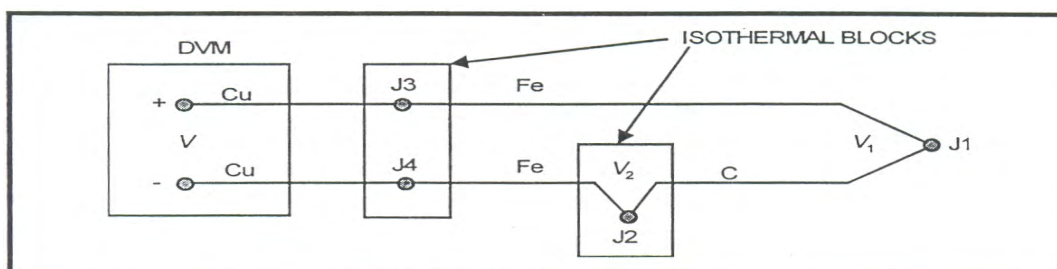 DVM ISOTHERMAL BLOCKS
J3
+ Cu Fe
V V₁ J1
J4 V₂
- Cu Fe C
J2